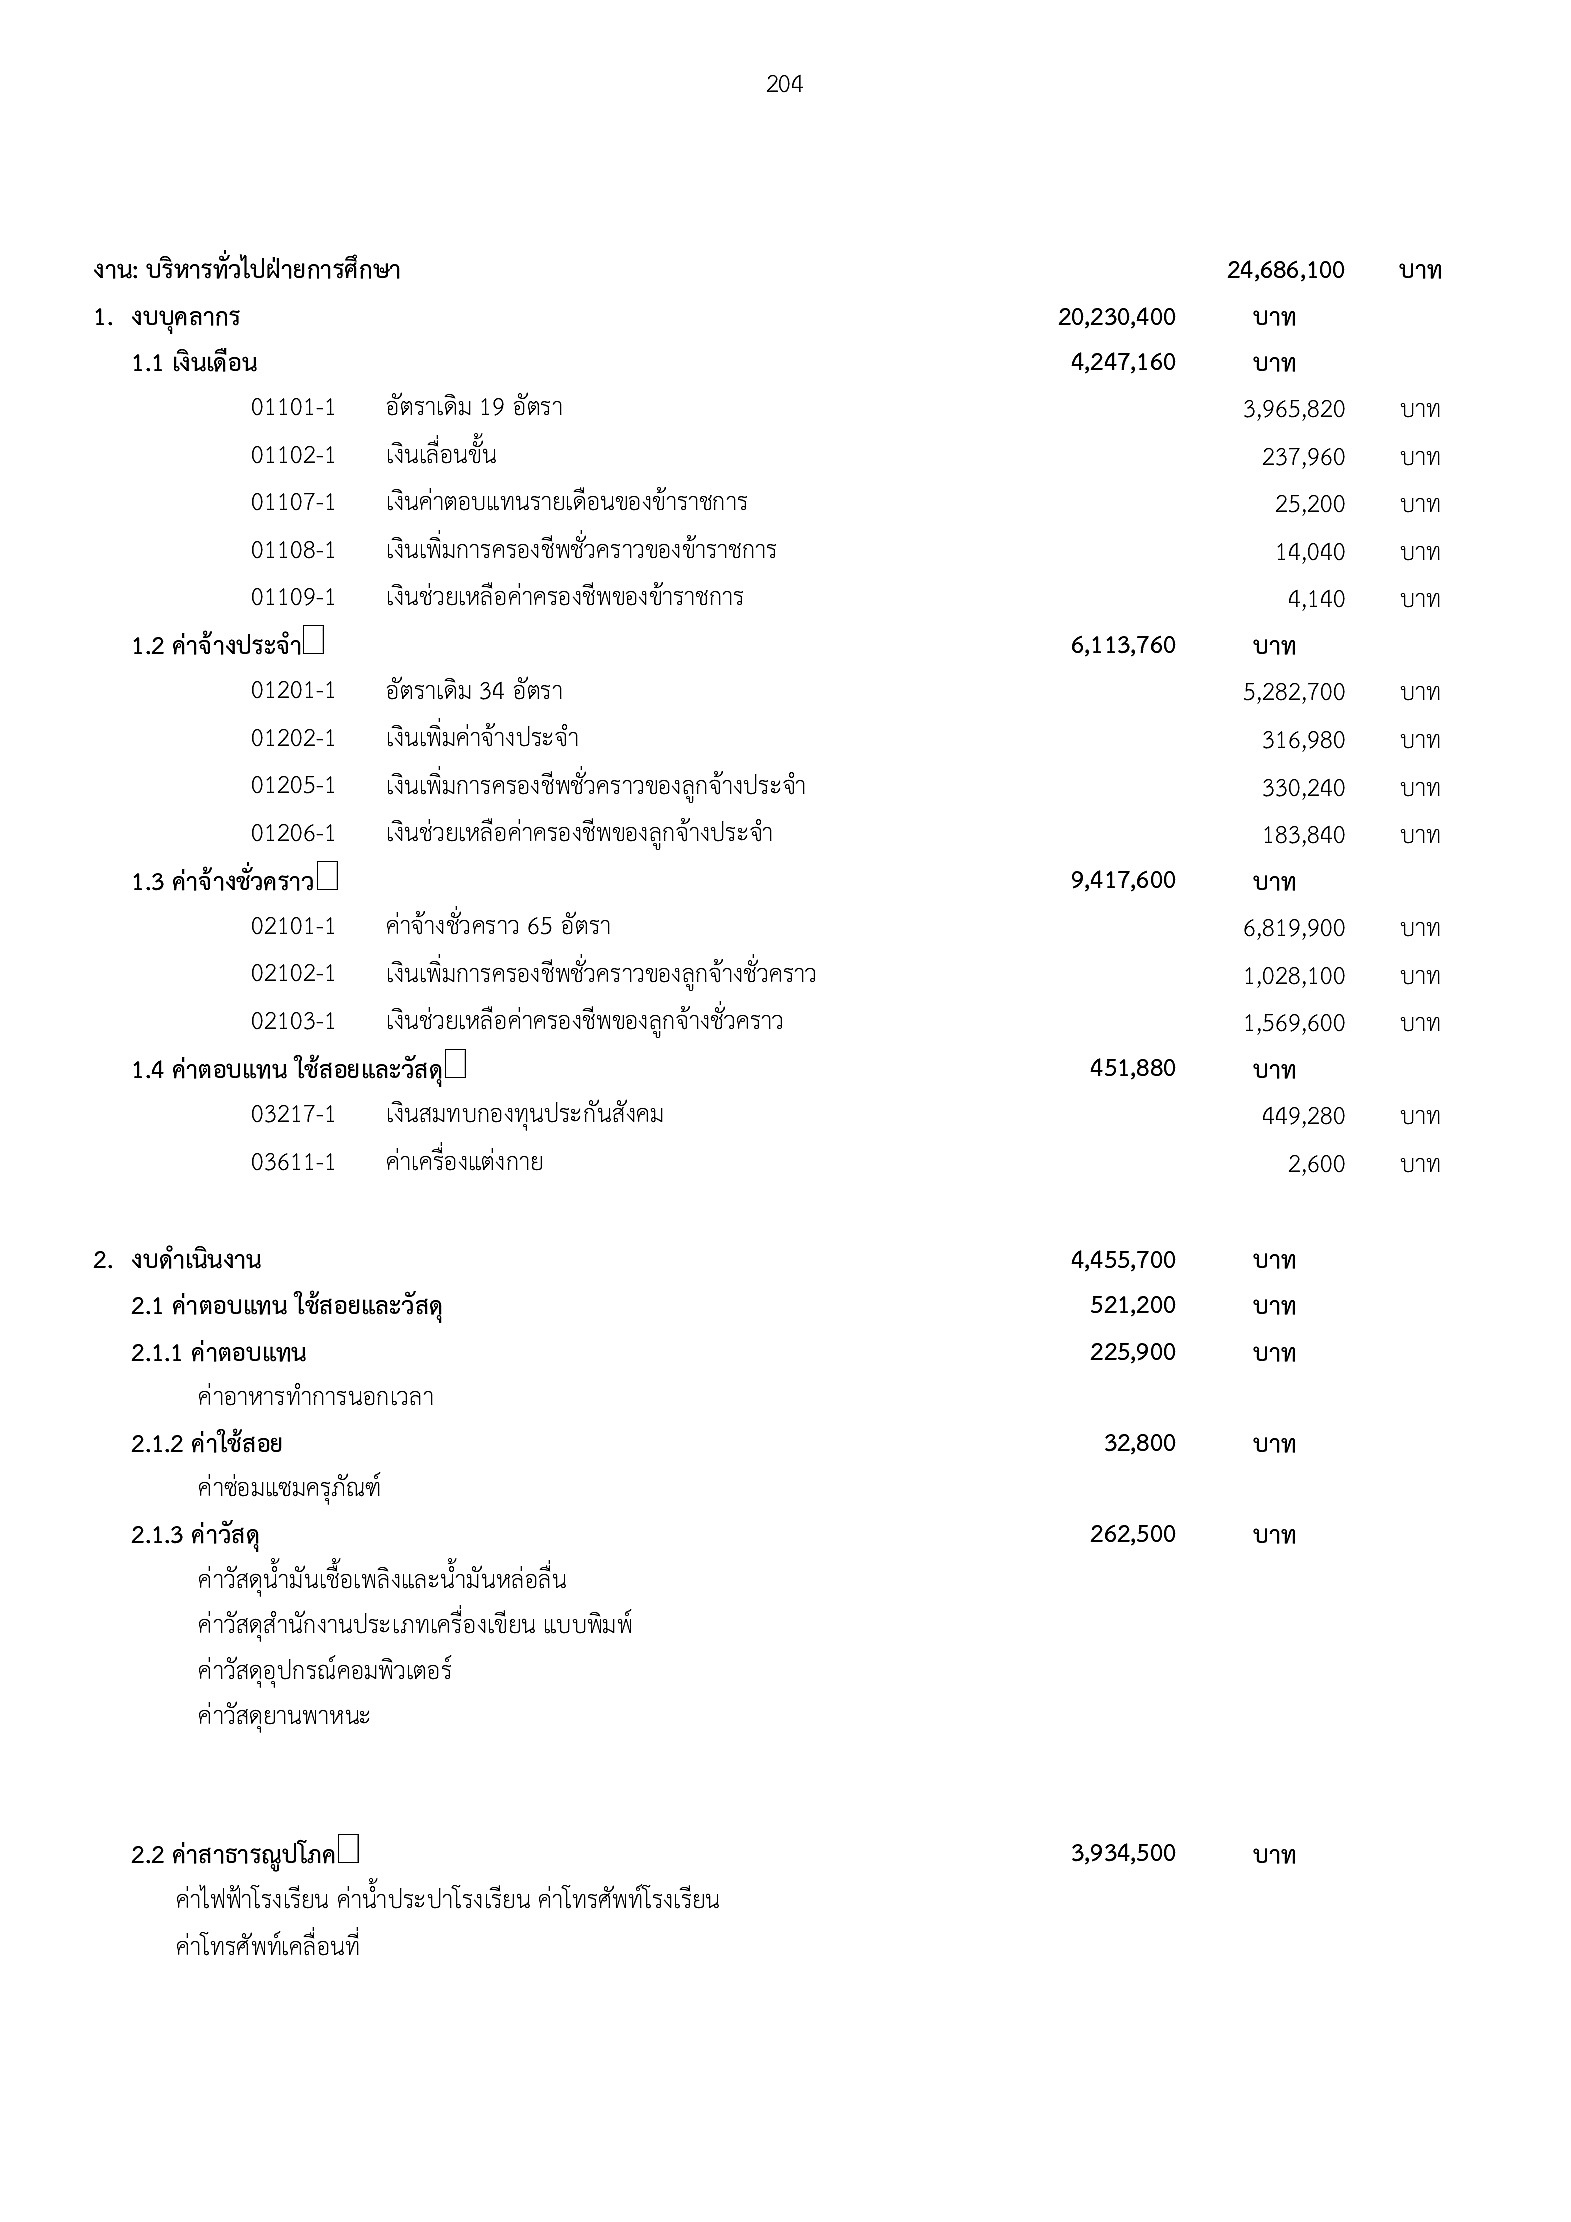 204
งาน: บริหารทั่วไปฝ่ายการศึกษา 24,686,100 บาท
1. งบบุคลากร 20,230,400 บาท
1.1 เงินเดือน 4,247,160 บาท
01101-1 อัตราเดิม 19 อัตรา 3,965,820 บาท
01102-1 เงินเลื่อนขั้น 237,960 บาท
01107-1 เงินค่าตอบแทนรายเดือนของข้าราชการ 25,200 บาท
01108-1 เงินเพิ่มการครองชีพชั่วคราวของข้าราชการ 14,040 บาท
01109-1 เงินช่วยเหลือค่าครองชีพของข้าราชการ 4,140 บาท
1.2 ค่าจ้างประจำ 6,113,760 บาท
01201-1 อัตราเดิม 34 อัตรา 5,282,700 บาท
01202-1 เงินเพิ่มค่าจ้างประจำ 316,980 บาท
01205-1 เงินเพิ่มการครองชีพชั่วคราวของลูกจ้างประจำ 330,240 บาท
01206-1 เงินช่วยเหลือค่าครองชีพของลูกจ้างประจำ 183,840 บาท
1.3 ค่าจ้างชั่วคราว 9,417,600 บาท
02101-1 ค่าจ้างชั่วคราว 65 อัตรา 6,819,900 บาท
02102-1 เงินเพิ่มการครองชีพชั่วคราวของลูกจ้างชั่วคราว 1,028,100 บาท
02103-1 เงินช่วยเหลือค่าครองชีพของลูกจ้างชั่วคราว 1,569,600 บาท
1.4 ค่าตอบแทน ใช้สอยและวัสดุ 451,880 บาท
03217-1 เงินสมทบกองทุนประกันสังคม 449,280 บาท
03611-1 ค่าเครื่องแต่งกาย 2,600 บาท
2. งบดำเนินงาน 4,455,700 บาท
2.1 ค่าตอบแทน ใช้สอยและวัสดุ 521,200 บาท
2.1.1 ค่าตอบแทน 225,900 บาท
ค่าอาหารทำการนอกเวลา
2.1.2 ค่าใช้สอย 32,800 บาท
ค่าซ่อมแซมครุภัณฑ์
2.1.3 ค่าวัสดุ 262,500 บาท
ค่าวัสดุน้ำมันเชื้อเพลิงและน้ำมันหล่อลื่น
ค่าวัสดุสำนักงานประเภทเครื่องเขียน แบบพิมพ์
ค่าวัสดุอุปกรณ์คอมพิวเตอร์
ค่าวัสดุยานพาหนะ
2.2 ค่าสาธารณูปโภค 3,934,500 บาท
ค่าไฟฟ้าโรงเรียน ค่าน้ำประปาโรงเรียน ค่าโทรศัพท์โรงเรียน
ค่าโทรศัพท์เคลื่อนที่